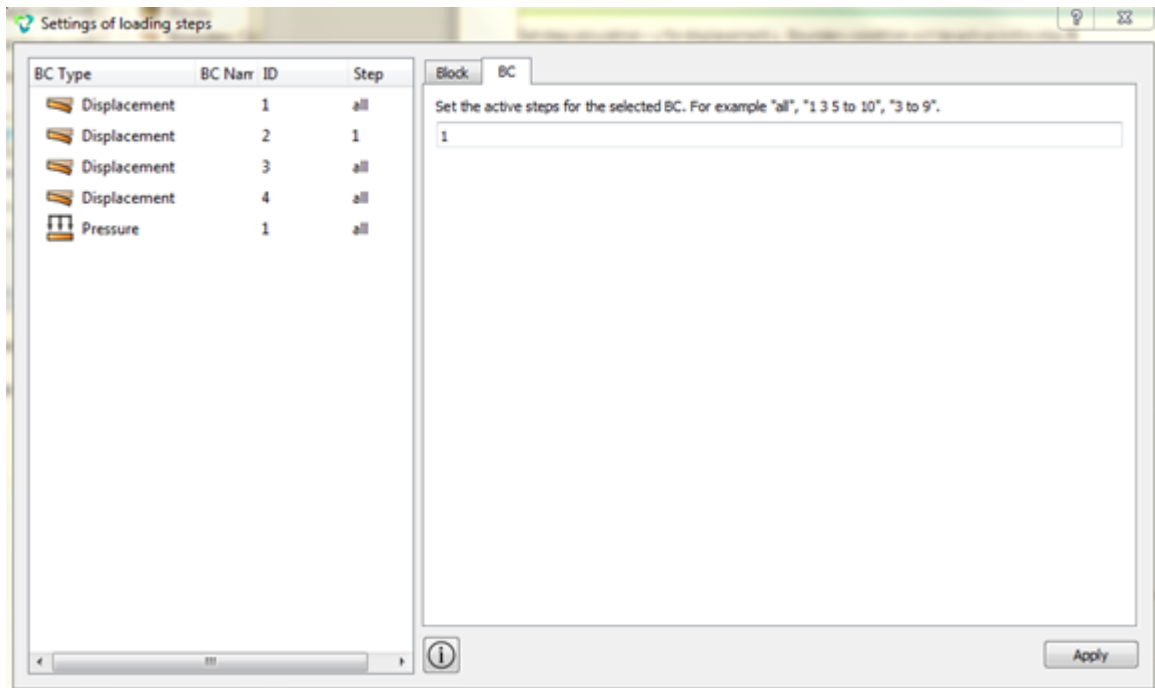 Settings of loading steps
BC Type BC Nam ID Step
Displacement 1 all
Displacement 2 1
Displacement 3 all
Displacement 4 all
Pressure 1 all
Block BC
Set the active steps for the selected BC. For example "all", "1 3 5 to 10", "3 to 9".
1
Apply